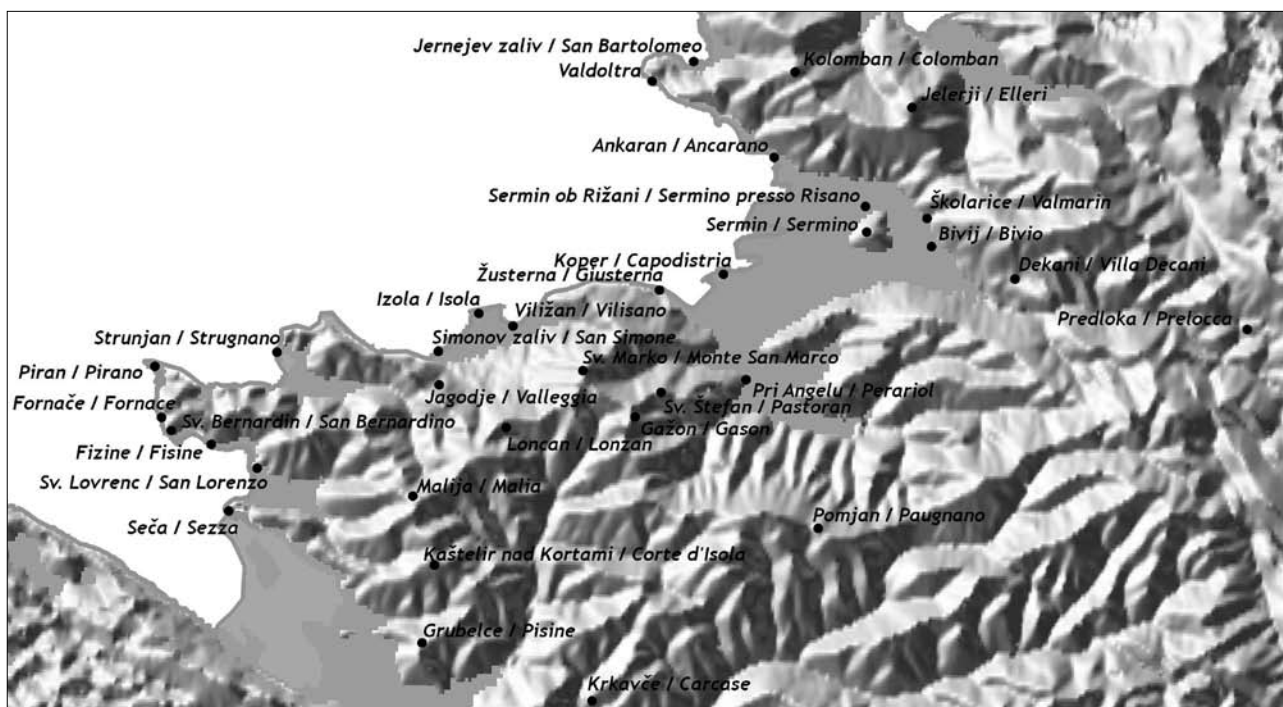 Jernejev zaliv / San Bartolomeo
Kolomban / Colomban
Valdoltra
Jelerji / Elleri
Ankaran / Ancarano
Sermin ob Rižani / Sermino presso Risano
Školarice / Valmarin
Sermin / Sermino
Bivij / Bivio
Koper / Capodistria
Dekani / Villa Decani
Žusterna / Giusterna
Izola / Isola
Viližan / Vilisano
Predloka / Prelocca
Strunjan / Strugnano
Simonov zaliv / San Simone
Sv. Marko / Monte San Marco
Piran / Pirano
Jagodje / Valleggia
Pri Angelu / Perariol
Fornače / Fornace
Sv. Štefan / Pastoran
Sv. Bernardin / San Bernardino
Gažon / Gason
Loncan / Lonzan
Fizine / Fisine
Sv. Lovrenc / San Lorenzo
Malija / Malia
Seča / Sezza
Pomjan / Paugnano
Kaštelir nad Kortami / Corte d'Isola
Grubelce / Pisine
Krkavče / Carcase